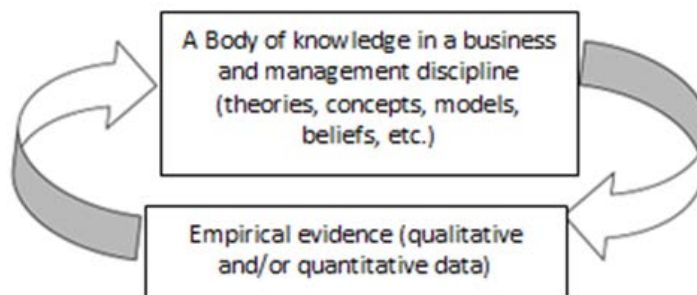 A Body of knowledge in a business
and management discipline
(theories, concepts, models,
beliefs, etc.)
Empirical evidence (qualitative
and/or quantitative data)